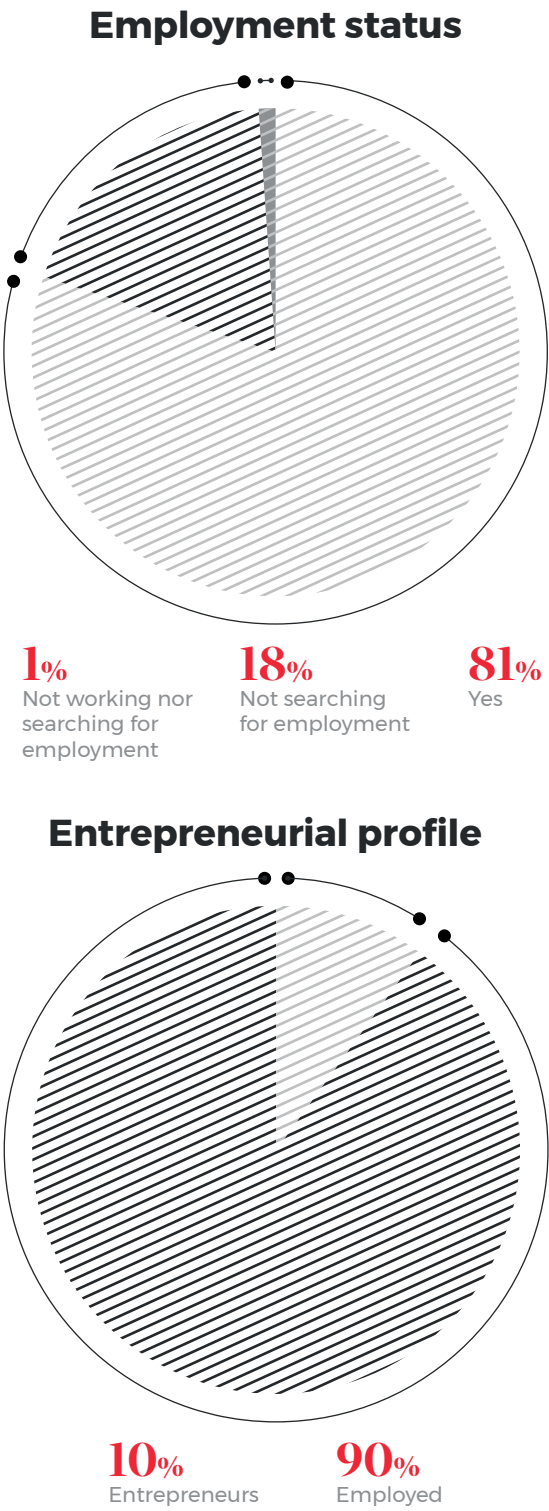 Employment status
1%
Not working nor
searching for
employment
18%
Not searching
for employment
81%
Yes
Entrepreneurial profile
10%
Entrepreneurs
90%
Employed